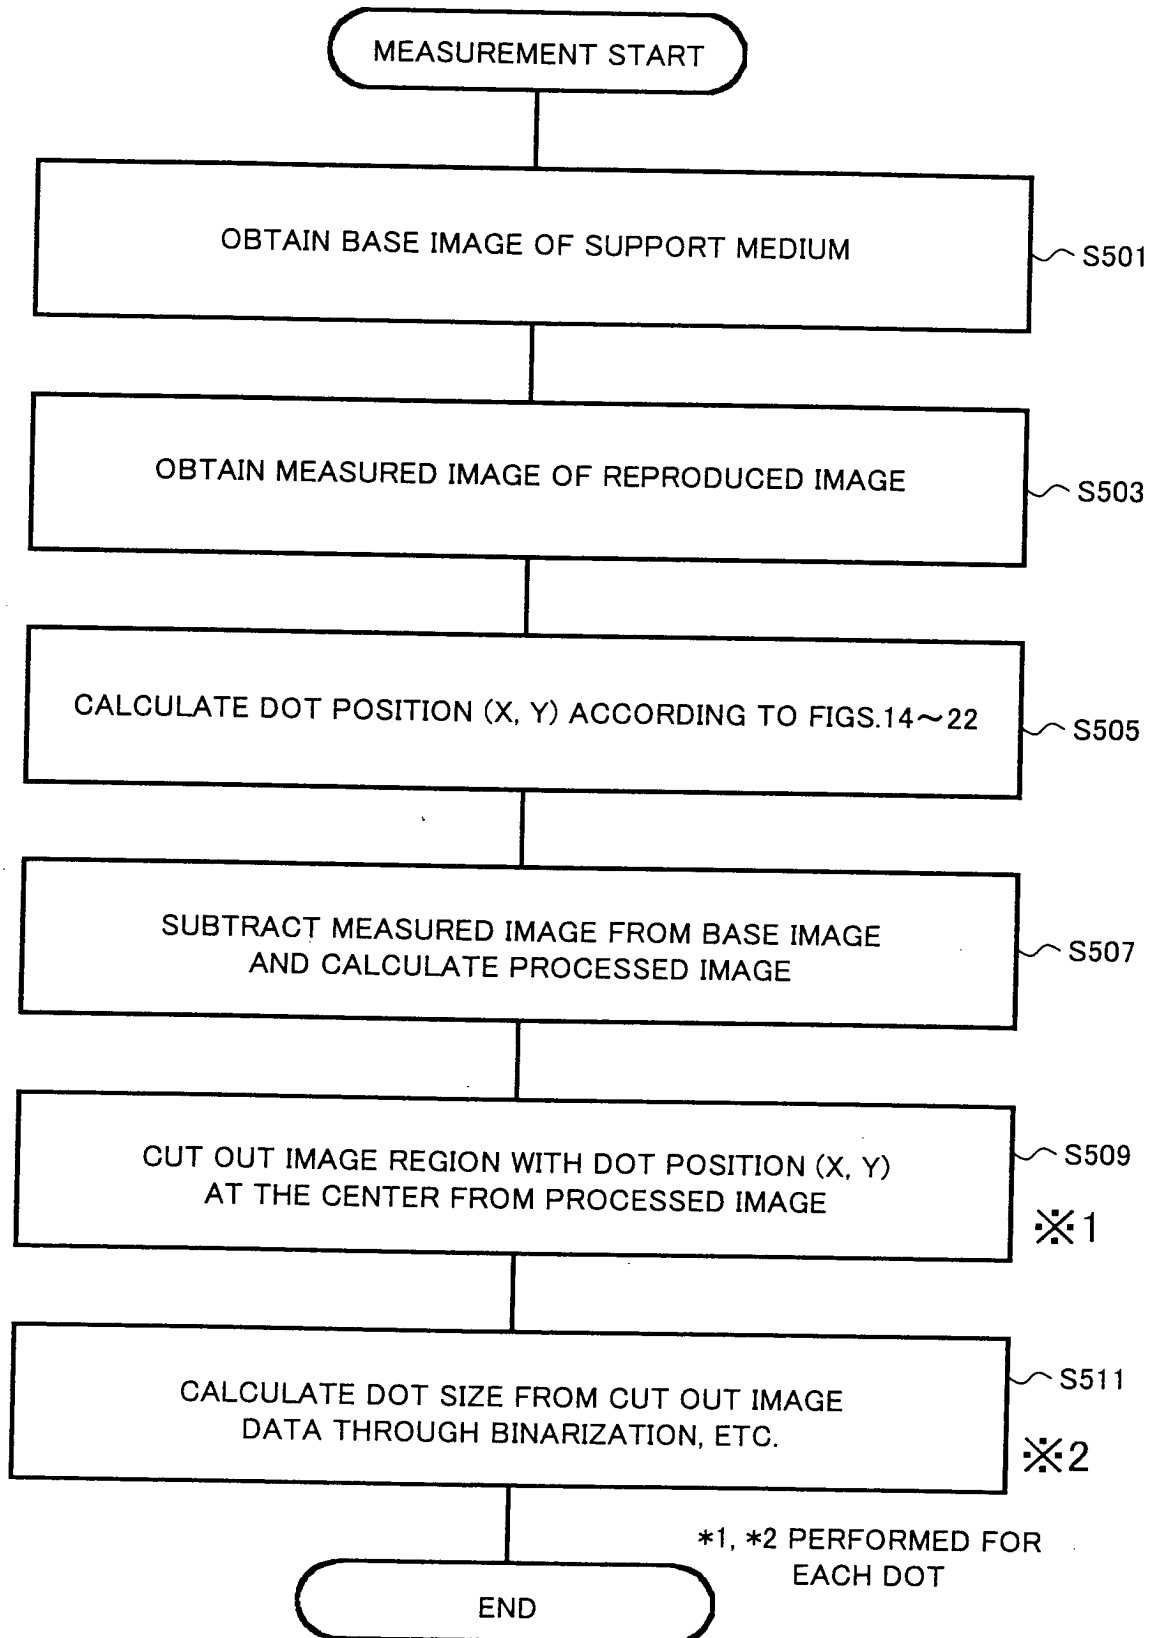 MEASUREMENT START
OBTAIN BASE IMAGE OF SUPPORT MEDIUM
S501
OBTAIN MEASURED IMAGE OF REPRODUCED IMAGE
S503
CALCULATE DOT POSITION (X, Y) ACCORDING TO FIGS.14～22
S505
SUBTRACT MEASURED IMAGE FROM BASE IMAGE
AND CALCULATE PROCESSED IMAGE
S507
CUT OUT IMAGE REGION WITH DOT POSITION (X, Y)
AT THE CENTER FROM PROCESSED IMAGE
S509
※1
CALCULATE DOT SIZE FROM CUT OUT IMAGE
DATA THROUGH BINARIZATION, ETC.
S511
※2
*1, *2 PERFORMED FOR
EACH DOT
END